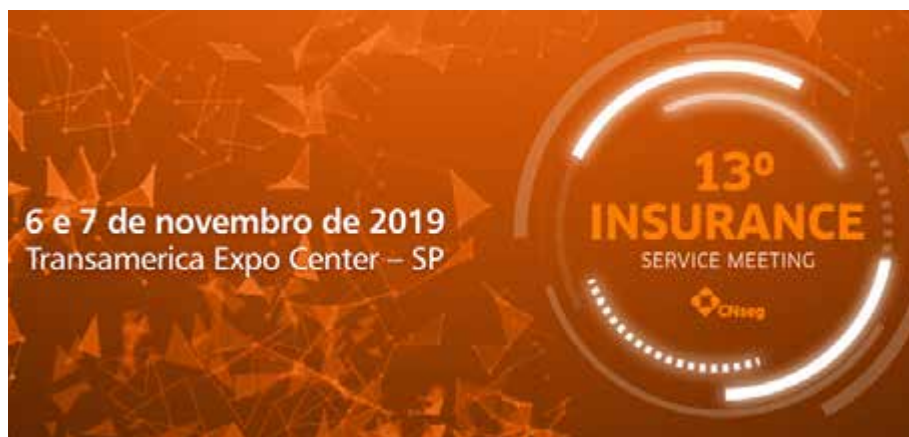 6 e 7 de novembro de 2019
Transamerica Expo Center – SP
13º
INSURANCE
SERVICE MEETING
CNseg